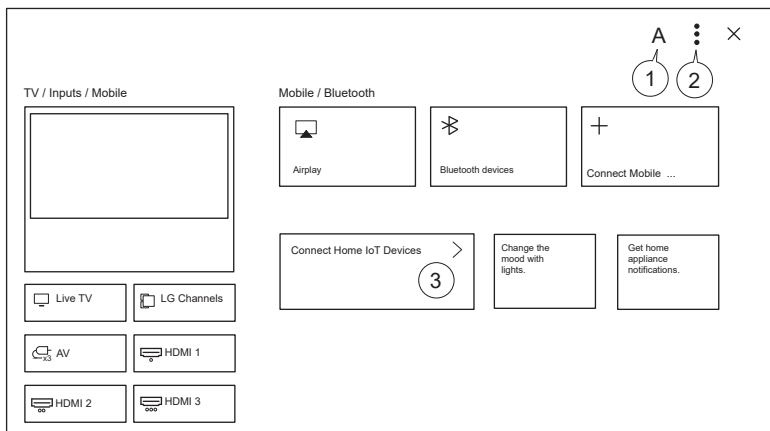 A
1
2
TV / Inputs / Mobile
Mobile / Bluetooth
Airplay
Bluetooth devices
Connect Mobile ...
Connect Home IoT Devices
3
Change the
mood with
lights.
Get home
appliance
notifications.
Live TV
LG Channels
x3 AV
HDMI 1
HDMI 2
HDMI 3